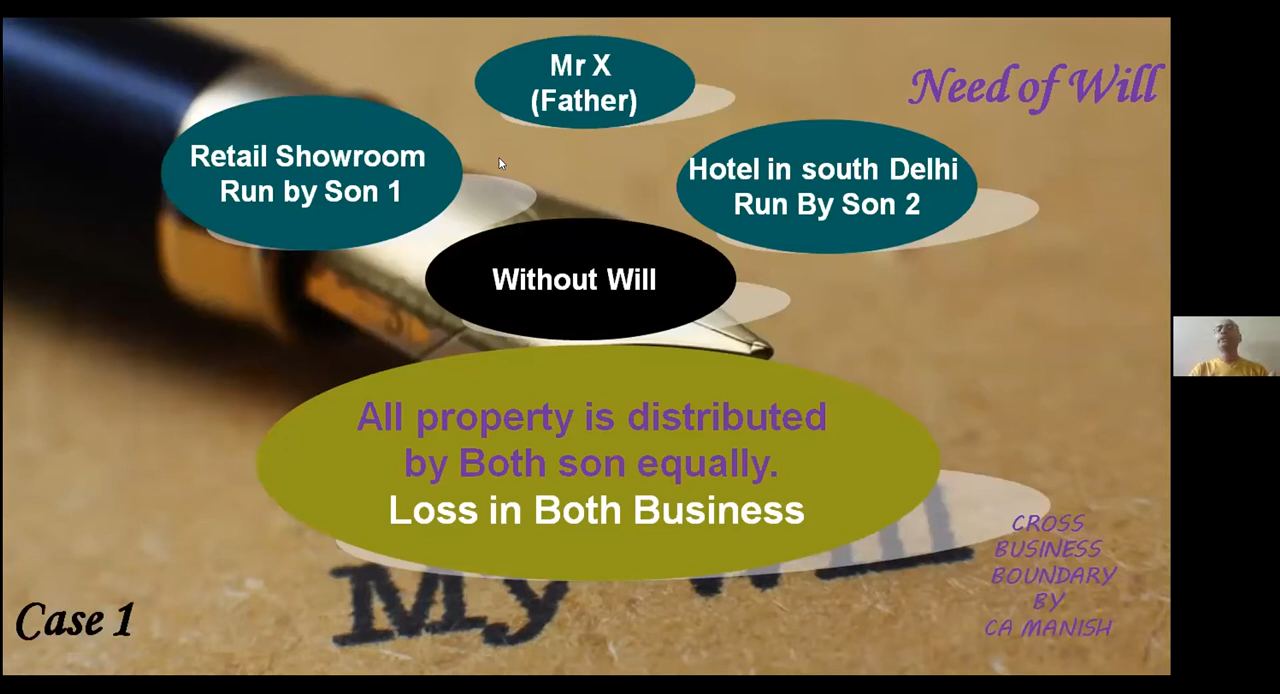 Mr X
(Father)
Need of Will
Retail Showroom
Run by Son 1
Hotel in south Delhi
Run By Son 2
Without Will
All property is distributed
by Both son equally.
Loss in Both Business
CROSS
BUSINESS
BOUNDARY
BY
CA MANISH
My Will
Case 1